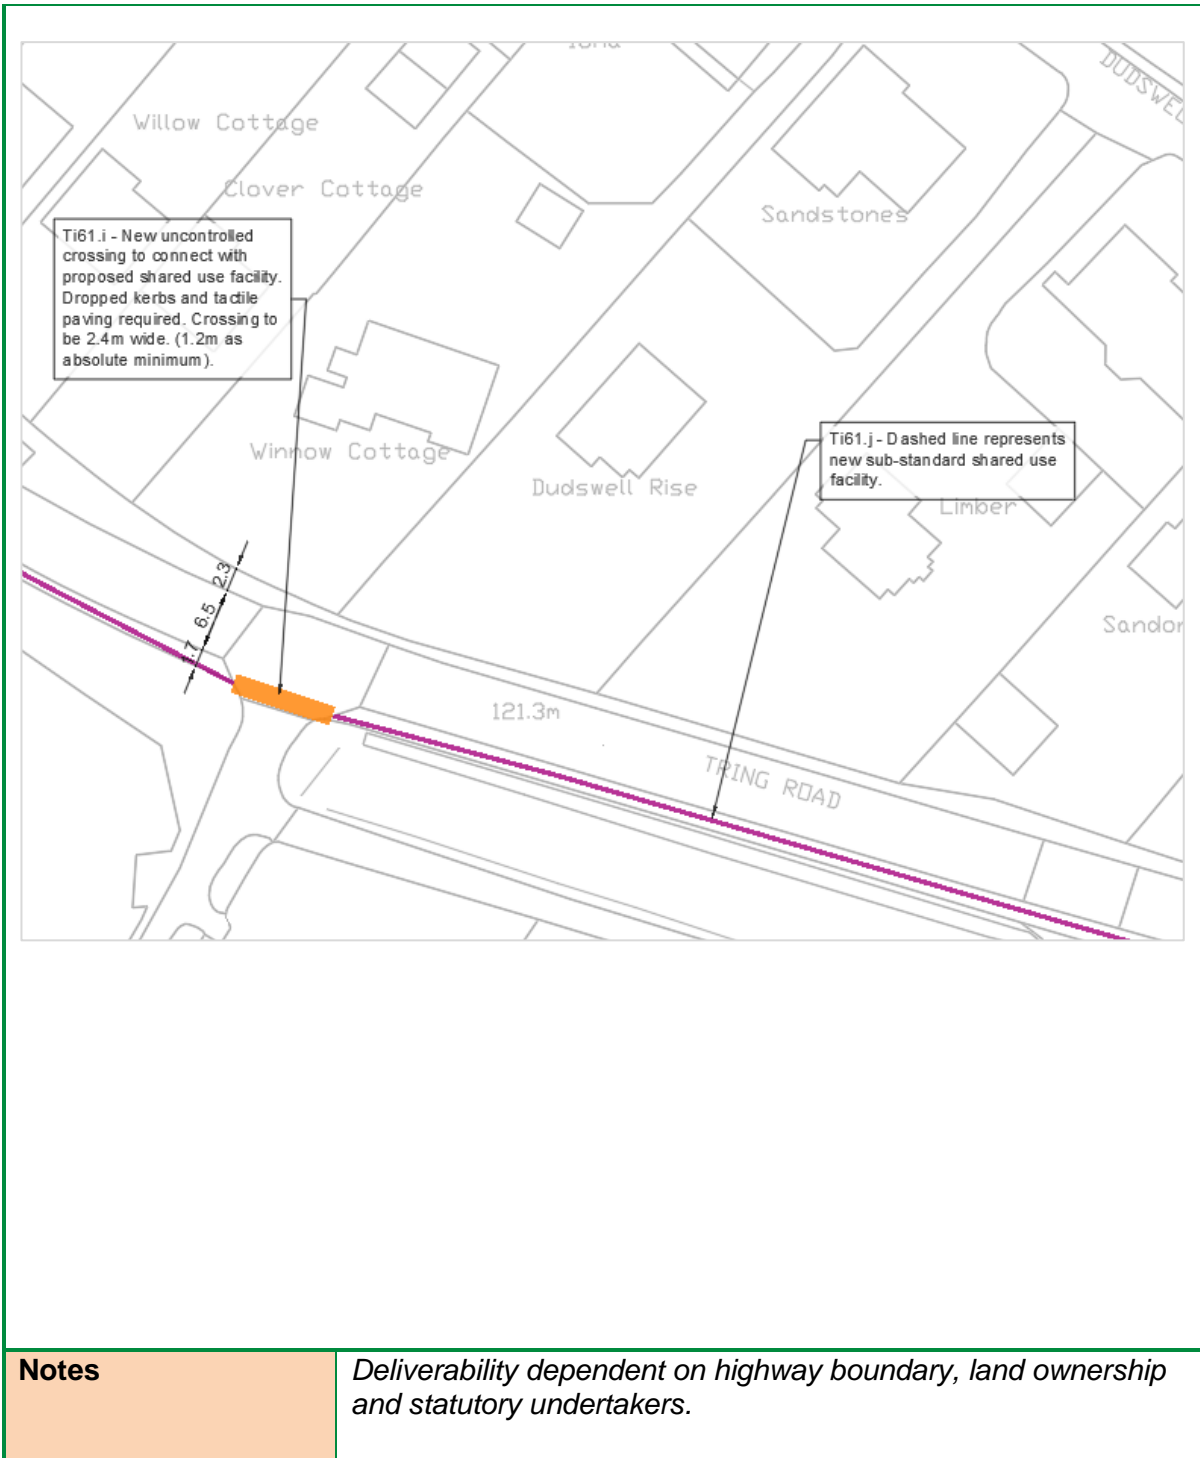 Iona
DUDSWEL
Willow Cottage
Clover Cottage
Sandstones
Ti61.i - New uncontrolled
crossing to connect with
proposed shared use facility.
Dropped kerbs and tactile
paving required. Crossing to
be 2.4m wide. (1.2m as
absolute minimum).
Winnow Cottage
Dudswell Rise
Ti61.j - Dashed line represents
new sub-standard shared use
facility.
Limber
Sandor
2.3
6.5
1.7
121.3m
TRING ROAD
Notes
Deliverability dependent on highway boundary, land ownership
and statutory undertakers.